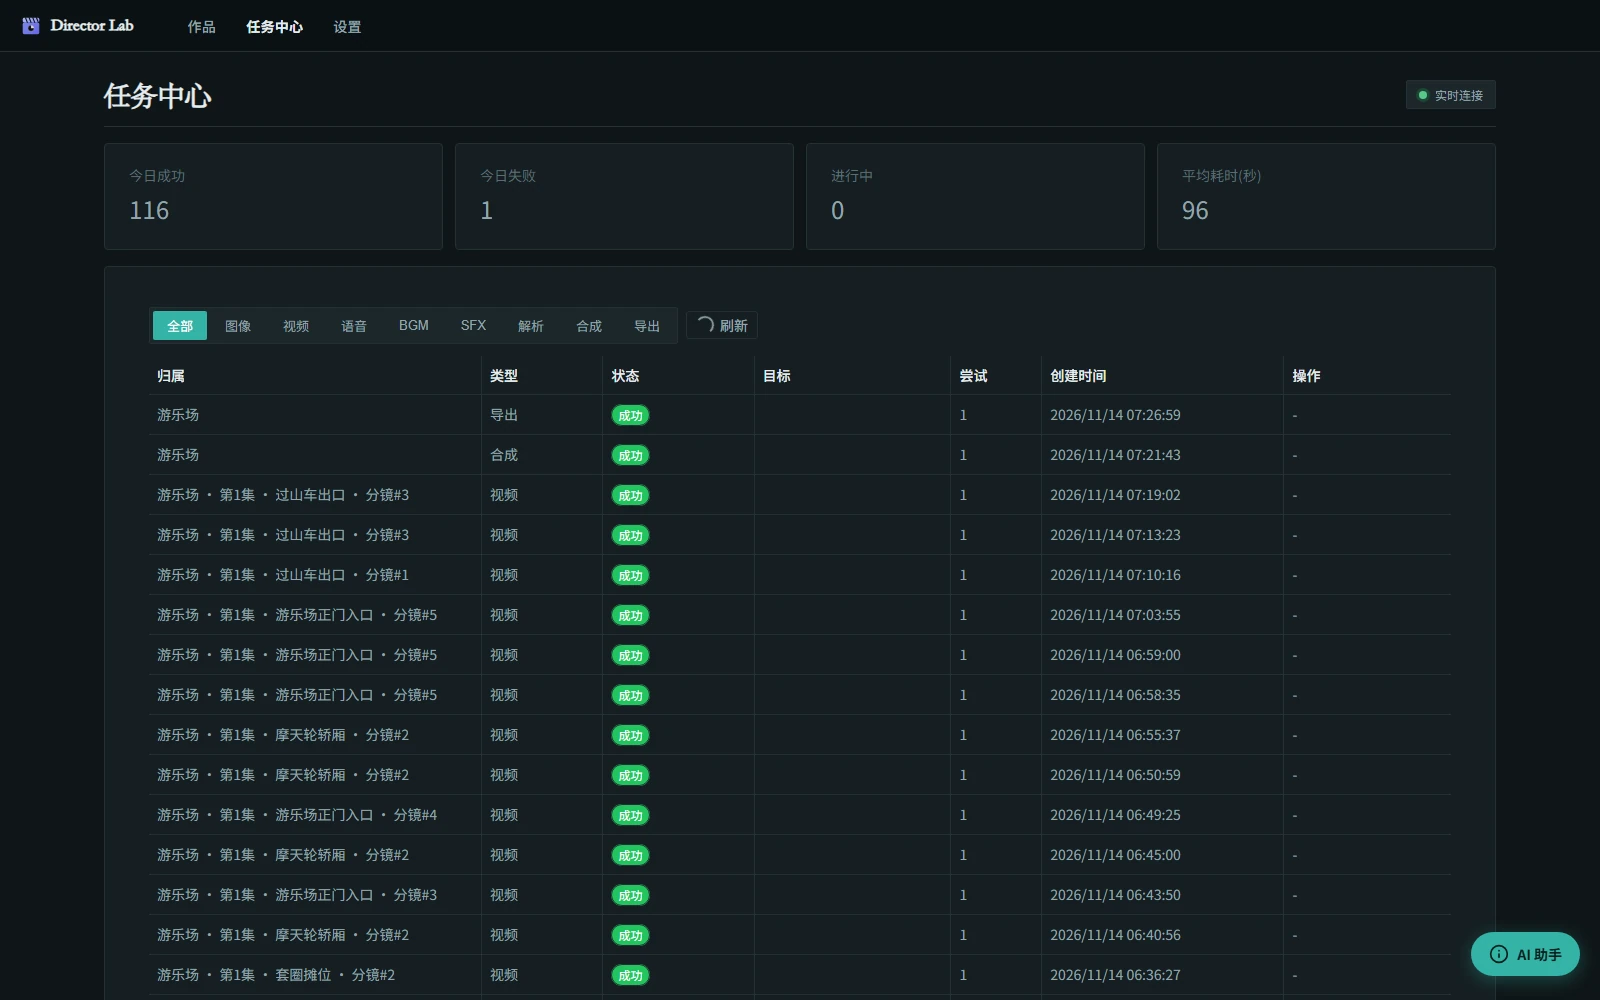 Director Lab 作品 任务中心 设置
任务中心 实时连接
今日成功 今日失败 进行中 平均耗时(秒)
116 1 0 96
全部 图像 视频 语音 BGM SFX 解析 合成 导出 刷新
归属 类型 状态 目标 尝试 创建时间 操作
游乐场 导出 成功 1 2026/11/14 07:26:59 -
游乐场 合成 成功 1 2026/11/14 07:21:43 -
游乐场 · 第1集 · 过山车出口 · 分镜#3 视频 成功 1 2026/11/14 07:19:02 -
游乐场 · 第1集 · 过山车出口 · 分镜#3 视频 成功 1 2026/11/14 07:13:23 -
游乐场 · 第1集 · 过山车出口 · 分镜#1 视频 成功 1 2026/11/14 07:10:16 -
游乐场 · 第1集 · 游乐场正门入口 · 分镜#5 视频 成功 1 2026/11/14 07:03:55 -
游乐场 · 第1集 · 游乐场正门入口 · 分镜#5 视频 成功 1 2026/11/14 06:59:00 -
游乐场 · 第1集 · 游乐场正门入口 · 分镜#5 视频 成功 1 2026/11/14 06:58:35 -
游乐场 · 第1集 · 摩天轮轿厢 · 分镜#2 视频 成功 1 2026/11/14 06:55:37 -
游乐场 · 第1集 · 摩天轮轿厢 · 分镜#2 视频 成功 1 2026/11/14 06:50:59 -
游乐场 · 第1集 · 游乐场正门入口 · 分镜#4 视频 成功 1 2026/11/14 06:49:25 -
游乐场 · 第1集 · 摩天轮轿厢 · 分镜#2 视频 成功 1 2026/11/14 06:45:00 -
游乐场 · 第1集 · 游乐场正门入口 · 分镜#3 视频 成功 1 2026/11/14 06:43:50 -
游乐场 · 第1集 · 摩天轮轿厢 · 分镜#2 视频 成功 1 2026/11/14 06:40:56 -
游乐场 · 第1集 · 套圈摊位 · 分镜#2 视频 成功 1 2026/11/14 06:36:27 -
AI 助手